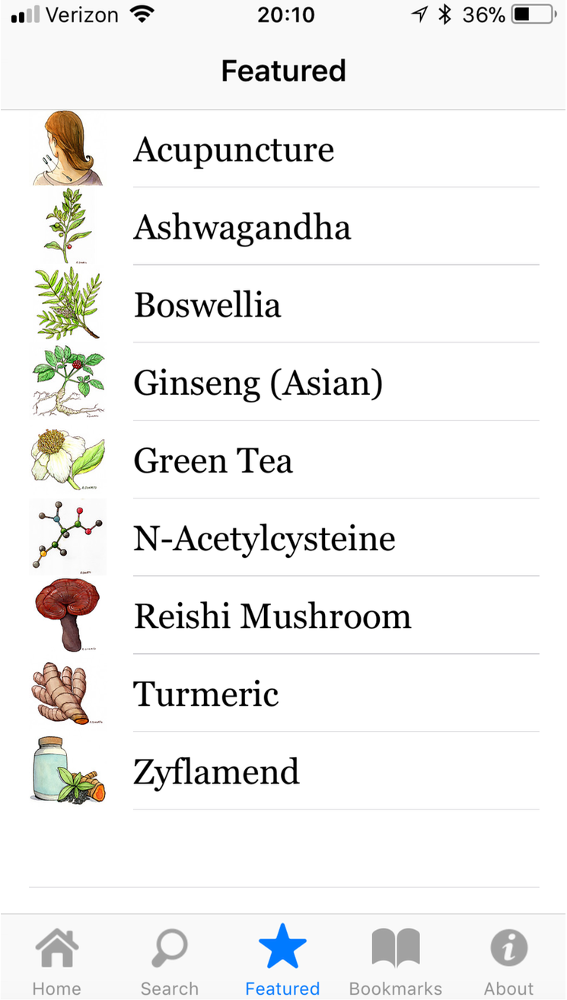 Verizon 20:10 36%
Featured
Acupuncture
Ashwagandha
Boswellia
Ginseng (Asian)
Green Tea
N-Acetylcysteine
Reishi Mushroom
Turmeric
Zyflamend
Home Search Featured Bookmarks About